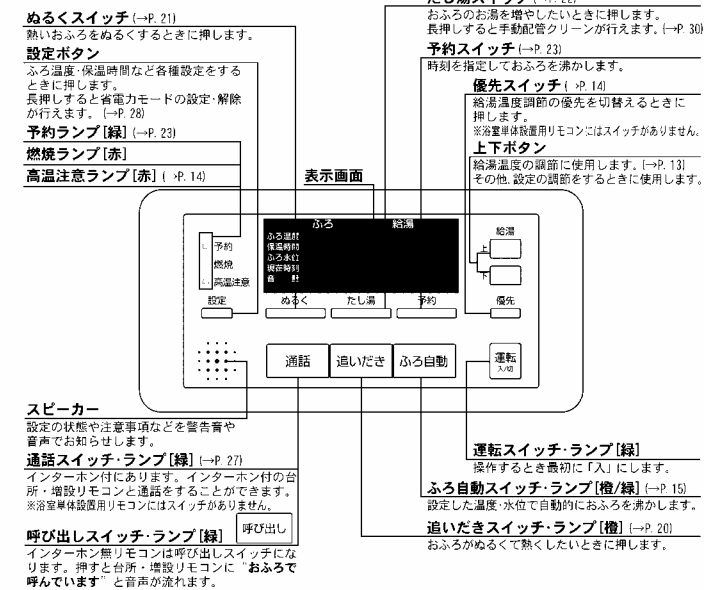 ぬるくスイッチ(→P. 21)
熱いおふろをぬるくするときに押します。
設定ボタン
ふろ温度･保温時間など各種設定をする
ときに押します。
長押しすると省電力モードの設定･解除
が行えます。(→P. 28)
予約ランプ[緑](→P. 23)
燃焼ランプ[赤]
高温注意ランプ[赤](→P. 14)
表示画面
おふろのお湯を増やしたいときに押します。
長押しすると手動配管クリーンが行えます。(→P. 30)
予約スイッチ(→P. 23)
時刻を指定しておふろを沸かします。
優先スイッチ(→P. 14)
給湯温度調節の優先を切替えるときに
押します。
※浴室単体設置用リモコンにはスイッチがありません。
上下ボタン
給湯温度の調節に使用します。(→P. 13)
その他､設定の調節をするときに使用します。
ふろ 給湯
ふろ温度
保温時間
ふろ水位
現在時刻
音 量
予約
燃焼
高温注意
給湯
上
下
設定 ぬるく たし湯 予約 優先
通話 追いだき ふろ自動 運転
入/切
スピーカー
設定の状態や注意事項などを警告音や
音声でお知らせします。
通話スイッチ･ランプ[緑](→P. 27)
インターホン付にあります。インターホン付の台
所・増設リモコンと通話をすることができます。
※浴室単体設置用リモコンにはスイッチがありません。
呼び出しスイッチ･ランプ[緑] 呼び出し
インターホン無リモコンは呼び出しスイッチにな
ります。押すと台所・増設リモコンに“おふろで
呼んでいます”と音声が流れます。
運転スイッチ･ランプ[緑]
操作するとき最初に「入」にします。
ふろ自動スイッチ･ランプ[橙/緑](→P. 15)
設定した温度･水位で自動的におふろを沸かします。
追いだきスイッチ･ランプ[橙](→P. 20)
おふろがぬるくて熱くしたいときに押します。